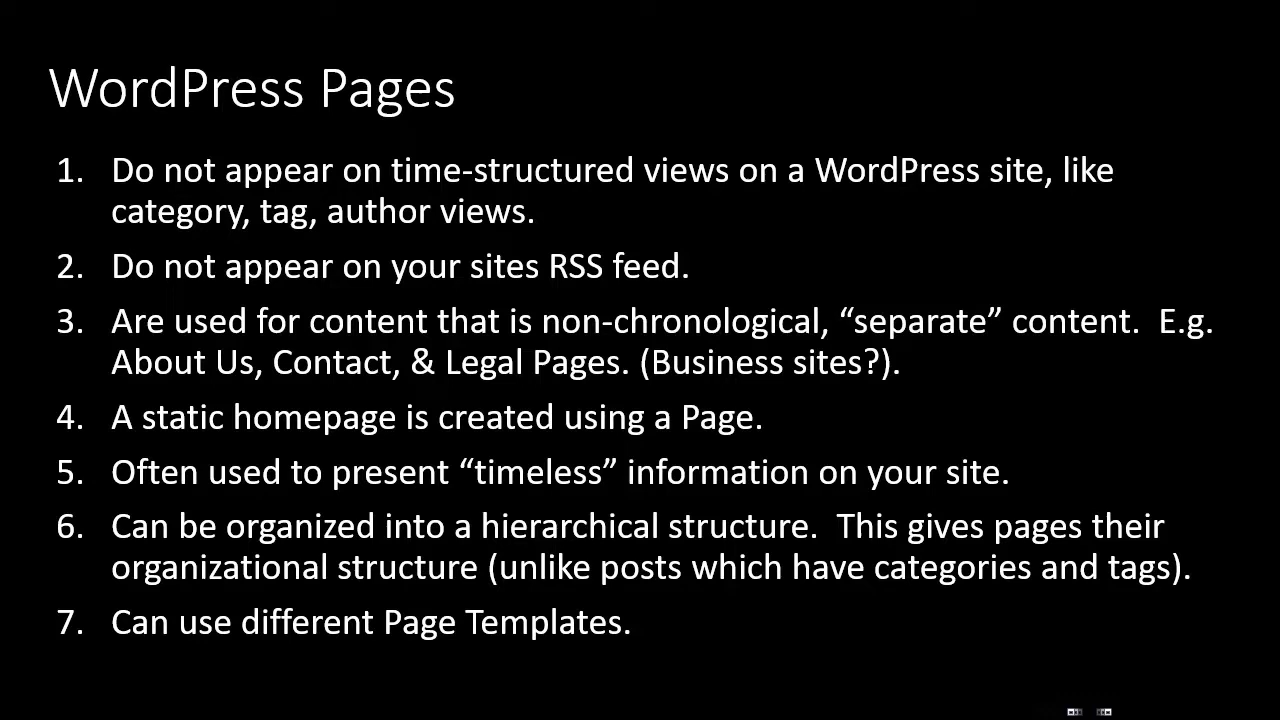 WordPress Pages
1. Do not appear on time-structured views on a WordPress site, like
category, tag, author views.
2. Do not appear on your sites RSS feed.
3. Are used for content that is non-chronological, “separate” content.  E.g.
About Us, Contact, & Legal Pages. (Business sites?).
4. A static homepage is created using a Page.
5. Often used to present “timeless” information on your site.
6. Can be organized into a hierarchical structure.  This gives pages their
organizational structure (unlike posts which have categories and tags).
7. Can use different Page Templates.